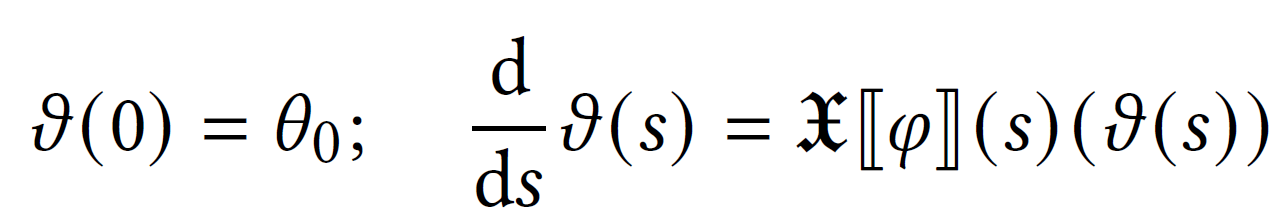 ϑ(0) = θ₀; d/ds ϑ(s) = 𝖃⟦φ⟧(s)(ϑ(s))